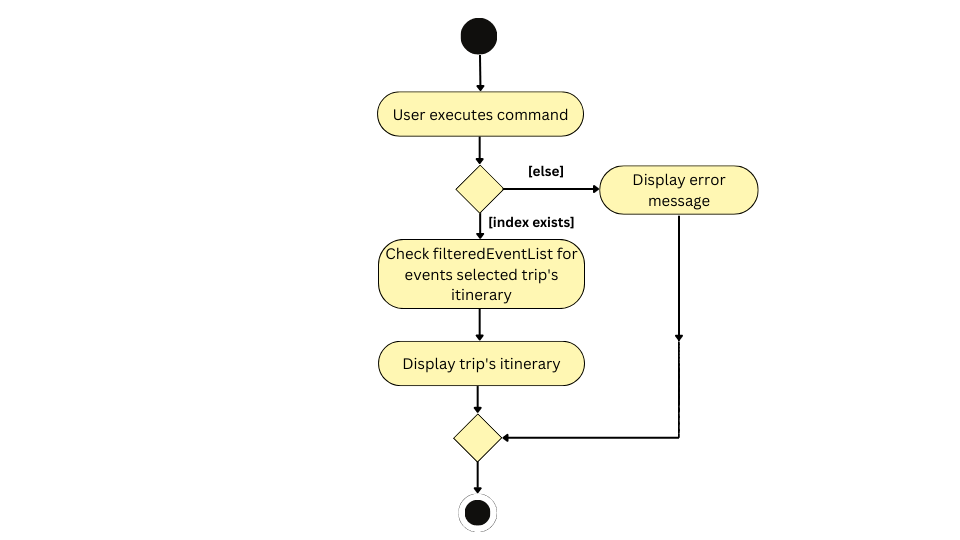 User executes command
[else]
Display error
message
[index exists]
Check filteredEventList for
events selected trip's
itinerary
Display trip's itinerary